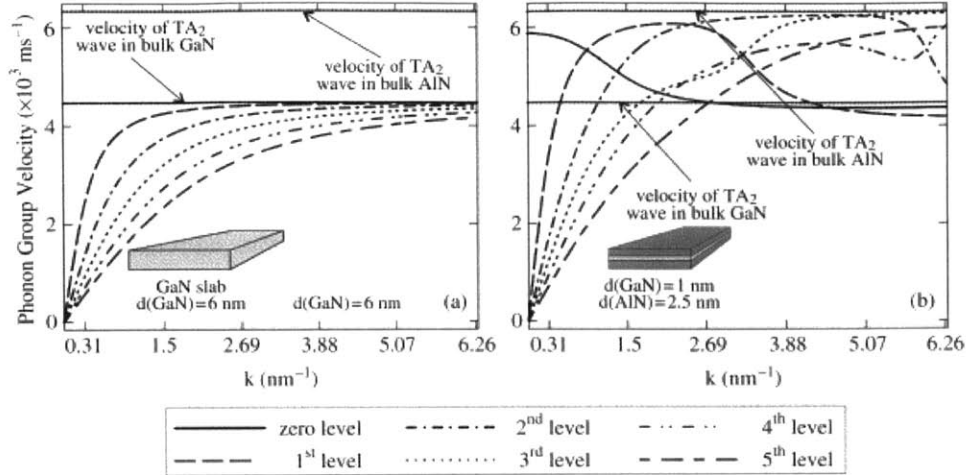 Phonon Group Velocity (×10³ ms⁻¹)
6
4
2
0
velocity of TA₂
wave in bulk GaN
velocity of TA₂
wave in bulk AlN
GaN slab
d(GaN)=6 nm
d(GaN)=6 nm
(a)
0.31
1.5
2.69
3.88
5.07
6.26
k (nm⁻¹)
6
4
2
0
velocity of TA₂
wave in bulk AlN
velocity of TA₂
wave in bulk GaN
d(GaN)=1 nm
d(AlN)=2.5 nm
(b)
0.31
1.5
2.69
3.88
5.07
6.26
k (nm⁻¹)
zero level
2ⁿᵈ level
4ᵗʰ level
1ˢᵗ level
3ʳᵈ level
5ᵗʰ level